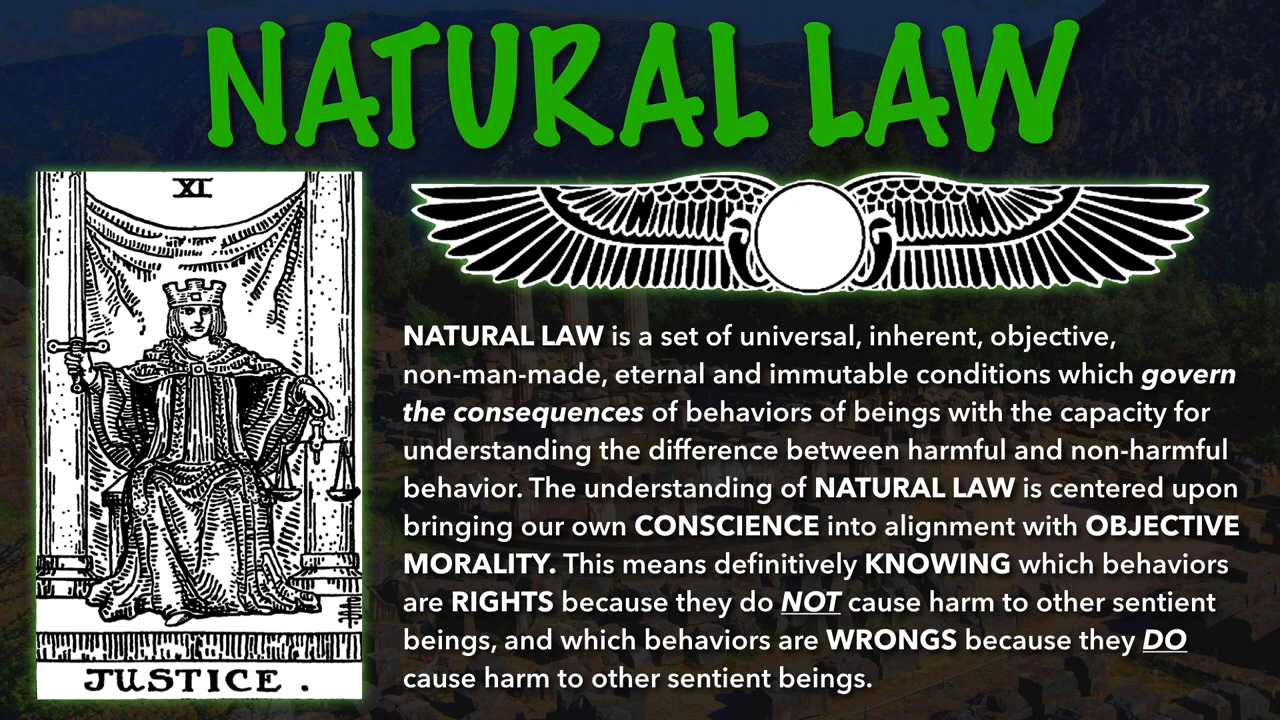 NATURAL LAW
XI
JUSTICE .
NATURAL LAW is a set of universal, inherent, objective,
non-man-made, eternal and immutable conditions which govern
the consequences of behaviors of beings with the capacity for
understanding the difference between harmful and non-harmful
behavior. The understanding of NATURAL LAW is centered upon
bringing our own CONSCIENCE into alignment with OBJECTIVE
MORALITY. This means definitively KNOWING which behaviors
are RIGHTS because they do NOT cause harm to other sentient
beings, and which behaviors are WRONGS because they DO
cause harm to other sentient beings.